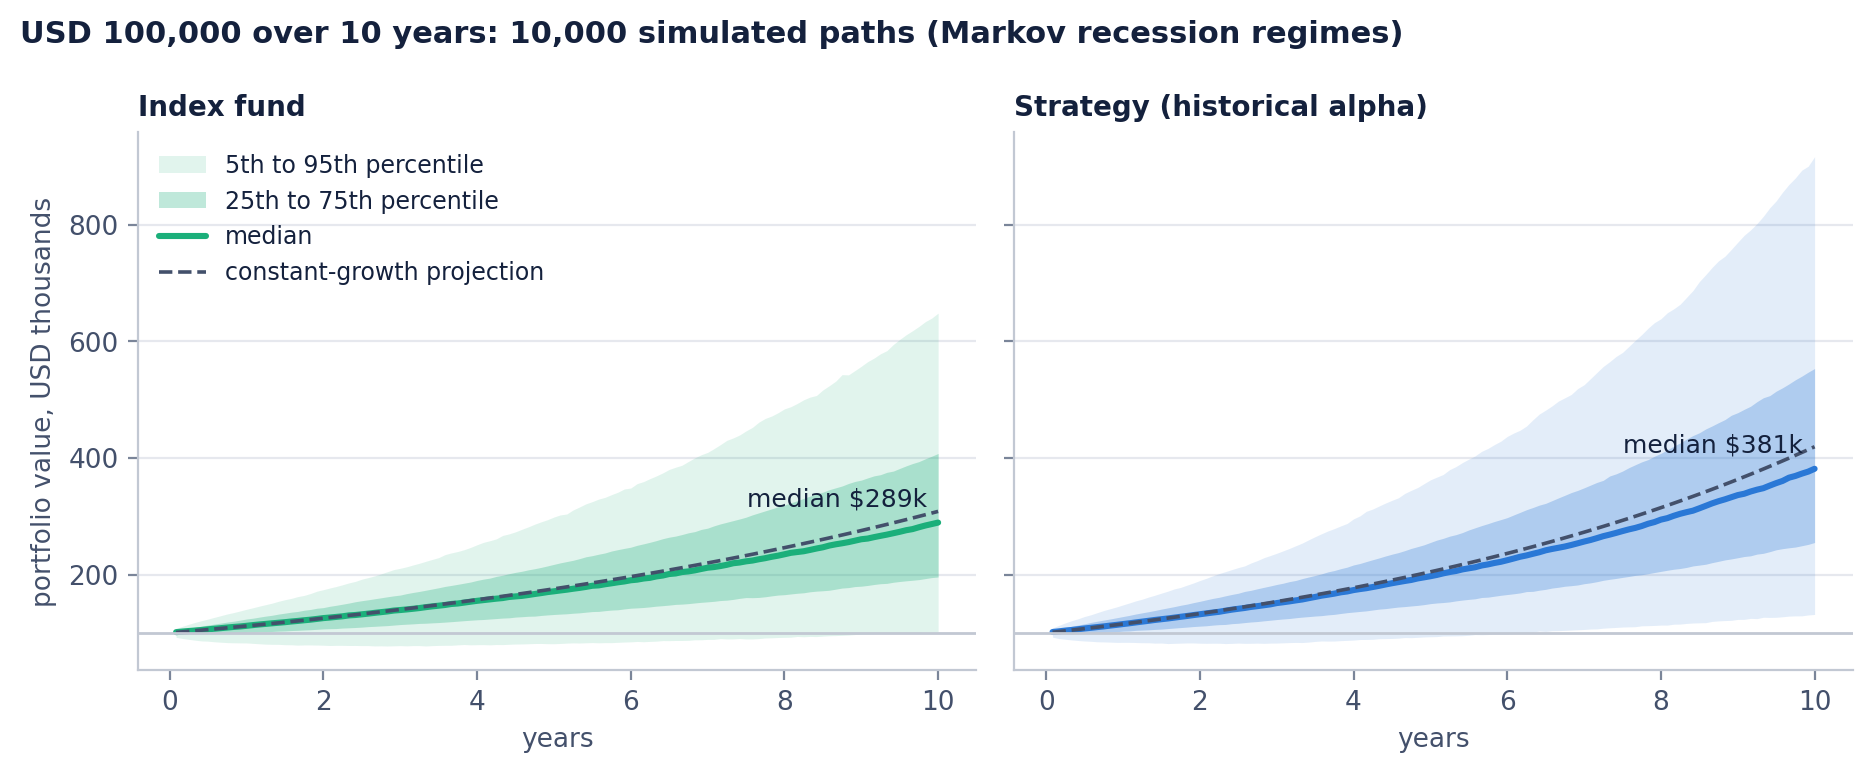 USD 100,000 over 10 years: 10,000 simulated paths (Markov recession regimes)
Index fund
5th to 95th percentile
25th to 75th percentile
median
constant-growth projection
median $289k
portfolio value, USD thousands
800
600
400
200
0 2 4 6 8 10
years
Strategy (historical alpha)
median $381k
0 2 4 6 8 10
years